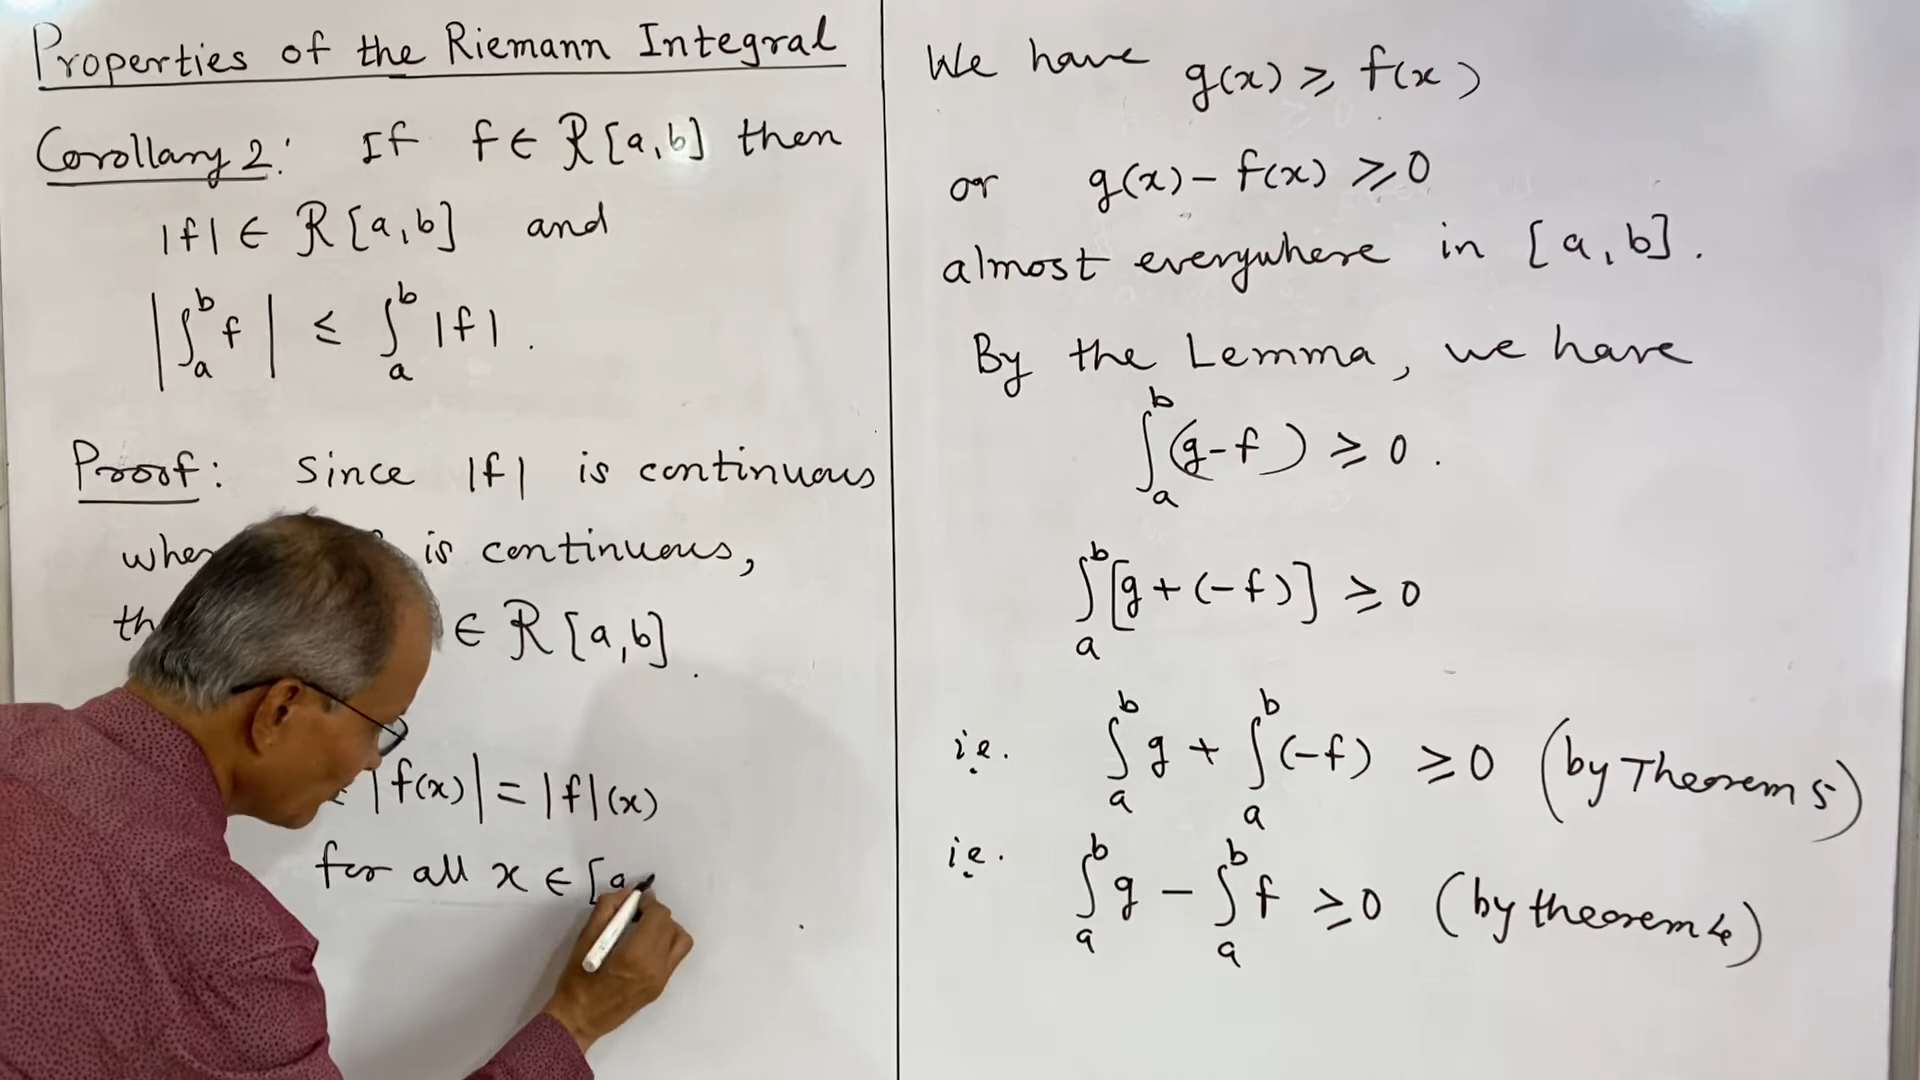 Properties of the Riemann Integral
Corollary 2: If f ∈ ℛ[a,b] then
|f| ∈ ℛ[a,b] and
|∫_a^b f| ≤ ∫_a^b |f|.
Proof: Since |f| is continuous
is continuous,
∈ ℛ[a,b].
|f(x)| = |f|(x)
for all x ∈ [a,
We have g(x) ⩾ f(x)
or g(x) - f(x) ⩾ 0
almost everywhere in [a,b].
By the Lemma, we have
∫_a^b (g-f) ⩾ 0.
∫_a^b [g + (-f)] ⩾ 0
i.e. ∫_a^b g + ∫_a^b (-f) ⩾ 0 (by Theorem 5)
i.e. ∫_a^b g - ∫_a^b f ⩾ 0 (by theorem 4)